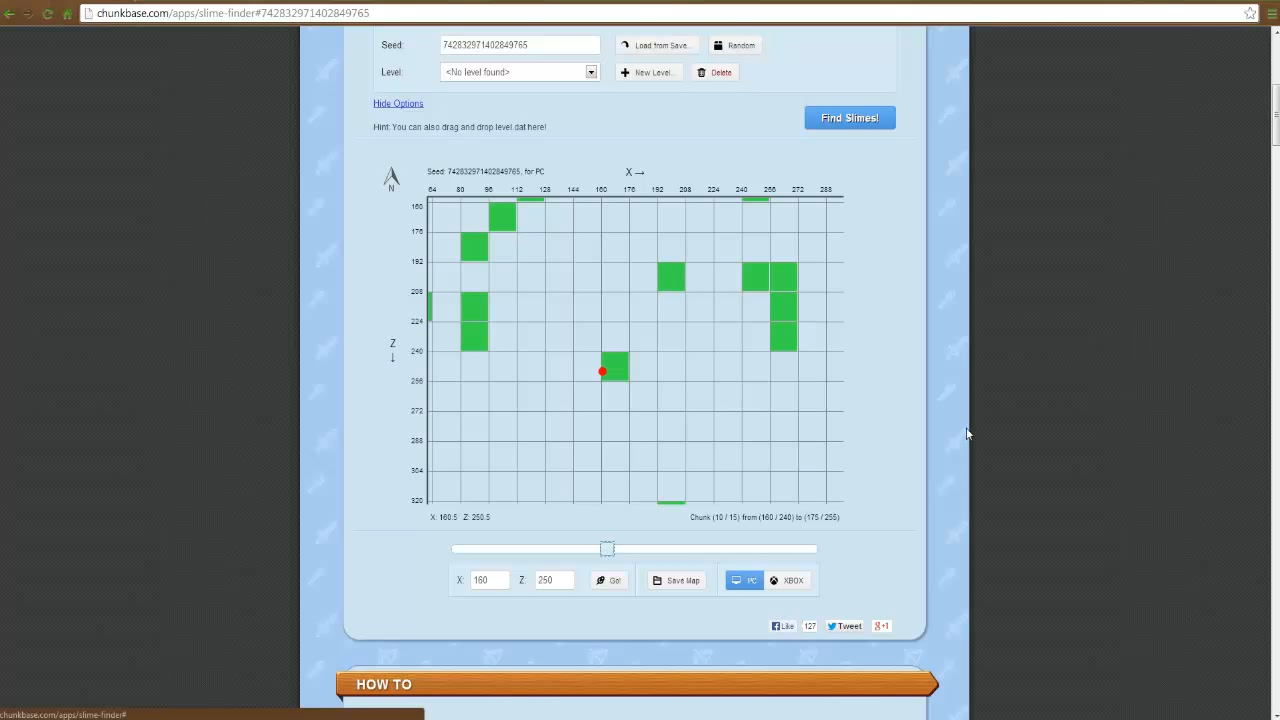 chunkbase.com/apps/slime-finder#742832971402849765
Seed: 742832971402849765 Load from Save... Random
Level: <No level found> New Level... Delete
Hide Options
Find Slimes!
Hint: You can also drag and drop level.dat here!
Seed: 742832971402849765, for PC X →
N
64 80 96 112 128 144 160 176 192 208 224 240 256 272 288
160
176
192
208
224
240
Z
↓
256
272
288
304
320
X: 160.5 Z: 250.5 Chunk (10 / 15) from (160 / 240) to (175 / 255)
X: 160 Z: 250 Go! Save Map PC XBOX
Like 127 Tweet +1
HOW TO
chunkbase.com/apps/slime-finder#